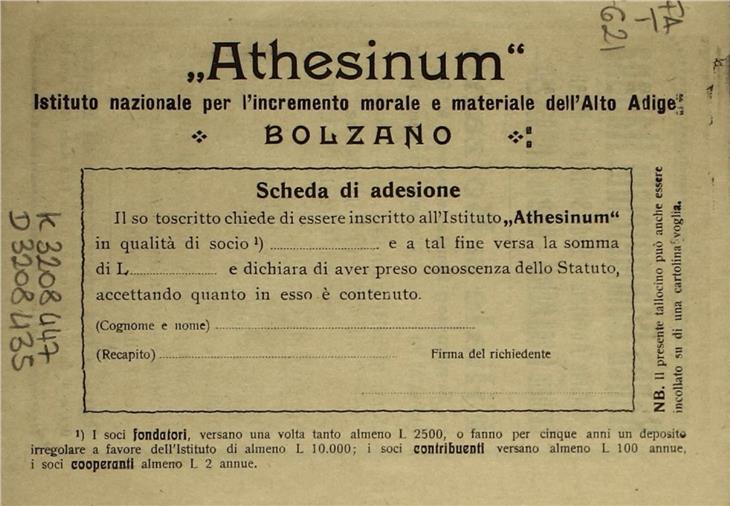 „Athesinum“
Istituto nazionale per l'incremento morale e materiale dell'Alto Adige
BOLZANO
Scheda di adesione
Il so toscritto chiede di essere inscritto all'Istituto „Athesinum“
in qualità di socio ¹) ........................ e a tal fine versa la somma
di L.................... e dichiara di aver preso conoscenza dello Statuto,
accettando quanto in esso è contenuto.
(Cognome e nome) ............................................................
(Recapito) ............................................................ Firma del richiedente
NB. Il presente tallocino può anche essere
incollato su di una cartolina voglia.
¹) I soci fondatori, versano una volta tanto almeno L 2500, o fanno per cinque anni un deposito
irregolare a favore dell'Istituto di almeno L 10.000; i soci contribuenti versano almeno L 100 annue,
i soci cooperanti almeno L 2 annue.
K 3208 447
D 3208 435